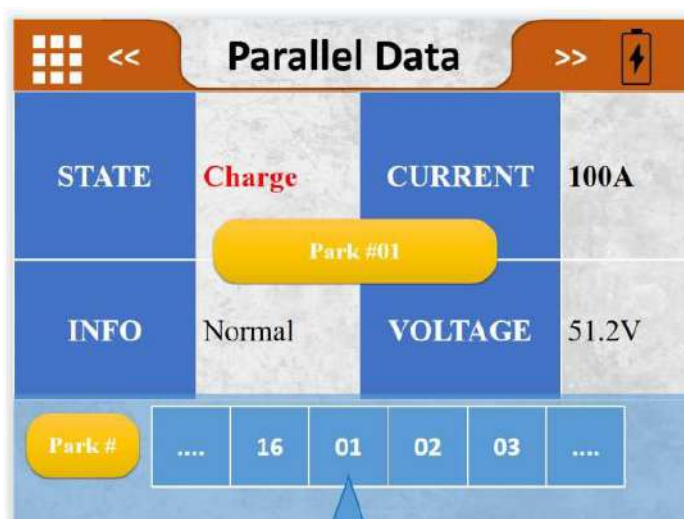 << Parallel Data >>
STATE Charge CURRENT 100A
Park #01
INFO Normal VOLTAGE 51.2V
Park # .... 16 01 02 03 ....